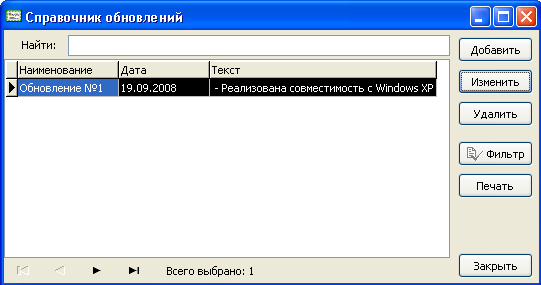 Справочник обновлений
Найти:
Добавить
Наименование Дата Текст
Обновление №1 19.09.2008 - Реализована совместимость с Windows XP
Изменить
Удалить
Фильтр
Печать
Всего выбрано: 1
Закрыть